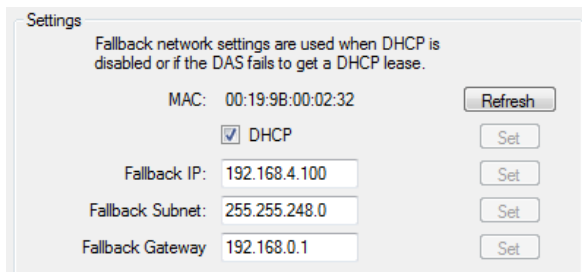 Settings
Fallback network settings are used when DHCP is
disabled or if the DAS fails to get a DHCP lease.
MAC: 00:19:9B:00:02:32 Refresh
DHCP Set
Fallback IP: 192.168.4.100 Set
Fallback Subnet: 255.255.248.0 Set
Fallback Gateway 192.168.0.1 Set